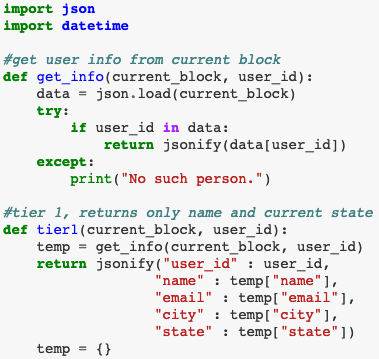 import json
import datetime

#get user info from current block
def get_info(current_block, user_id):
    data = json.load(current_block)
    try:
        if user_id in data:
            return jsonify(data[user_id])
    except:
        print("No such person.")

#tier 1, returns only name and current state
def tier1(current_block, user_id):
    temp = get_info(current_block, user_id)
    return jsonify("user_id" : user_id,
                   "name" : temp["name"],
                   "email" : temp["email"],
                   "city" : temp["city"],
                   "state" : temp["state"])
    temp = {}